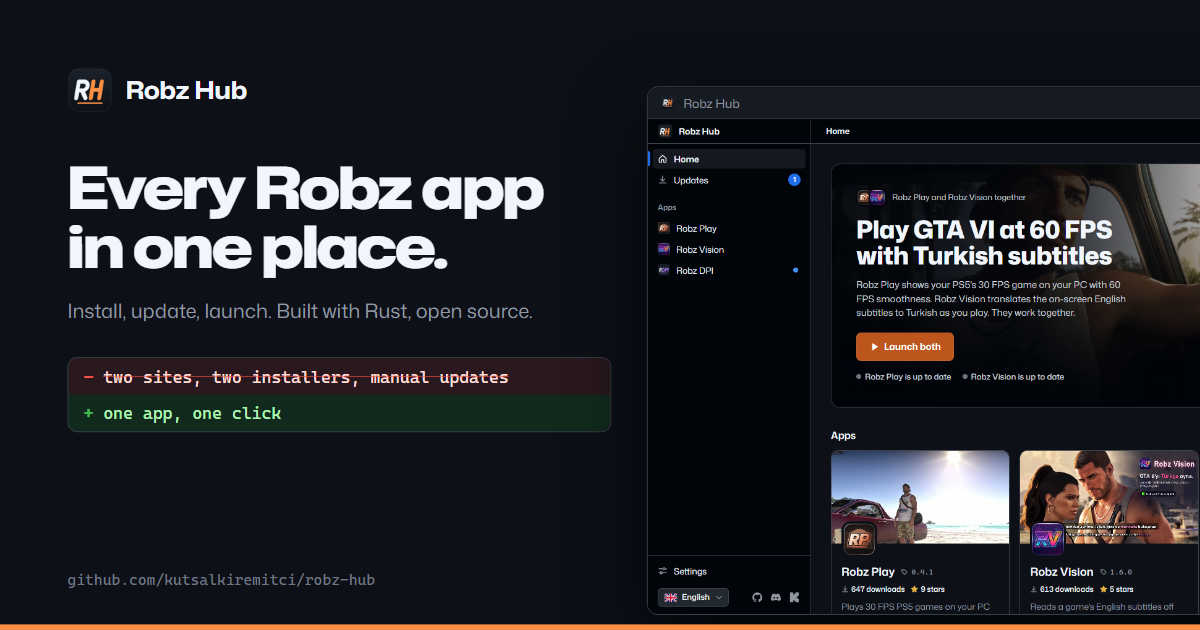 RH Robz Hub
Every Robz app
in one place.
Install, update, launch. Built with Rust, open source.
- two sites, two installers, manual updates
+ one app, one click
github.com/kutsalkiremitci/robz-hub
RH Robz Hub
RH Robz Hub
Home
Home
Updates 1
Apps
Robz Play
Robz Vision
Robz DPI
Settings
English
Robz Play and Robz Vision together
Play GTA VI at 60 FPS
with Turkish subtitles
Robz Play shows your PS5's 30 FPS game on your PC with 60
FPS smoothness. Robz Vision translates the on-screen English
subtitles to Turkish as you play. They work together.
Launch both
Robz Play is up to date
Robz Vision is up to date
Apps
RP
Robz Play 0.4.1
647 downloads 9 stars
Plays 30 FPS PS5 games on your PC
RV Robz Vision
RV
Robz Vision 1.6.0
613 downloads 5 stars
Reads a game's English subtitles off